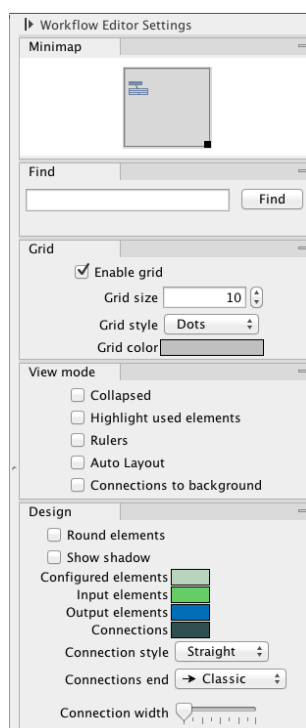 Workflow Editor Settings
Minimap
Find
Find
Grid
Enable grid
Grid size 10
Grid style Dots
Grid color
View mode
Collapsed
Highlight used elements
Rulers
Auto Layout
Connections to background
Design
Round elements
Show shadow
Configured elements
Input elements
Output elements
Connections
Connection style Straight
Connections end Classic
Connection width